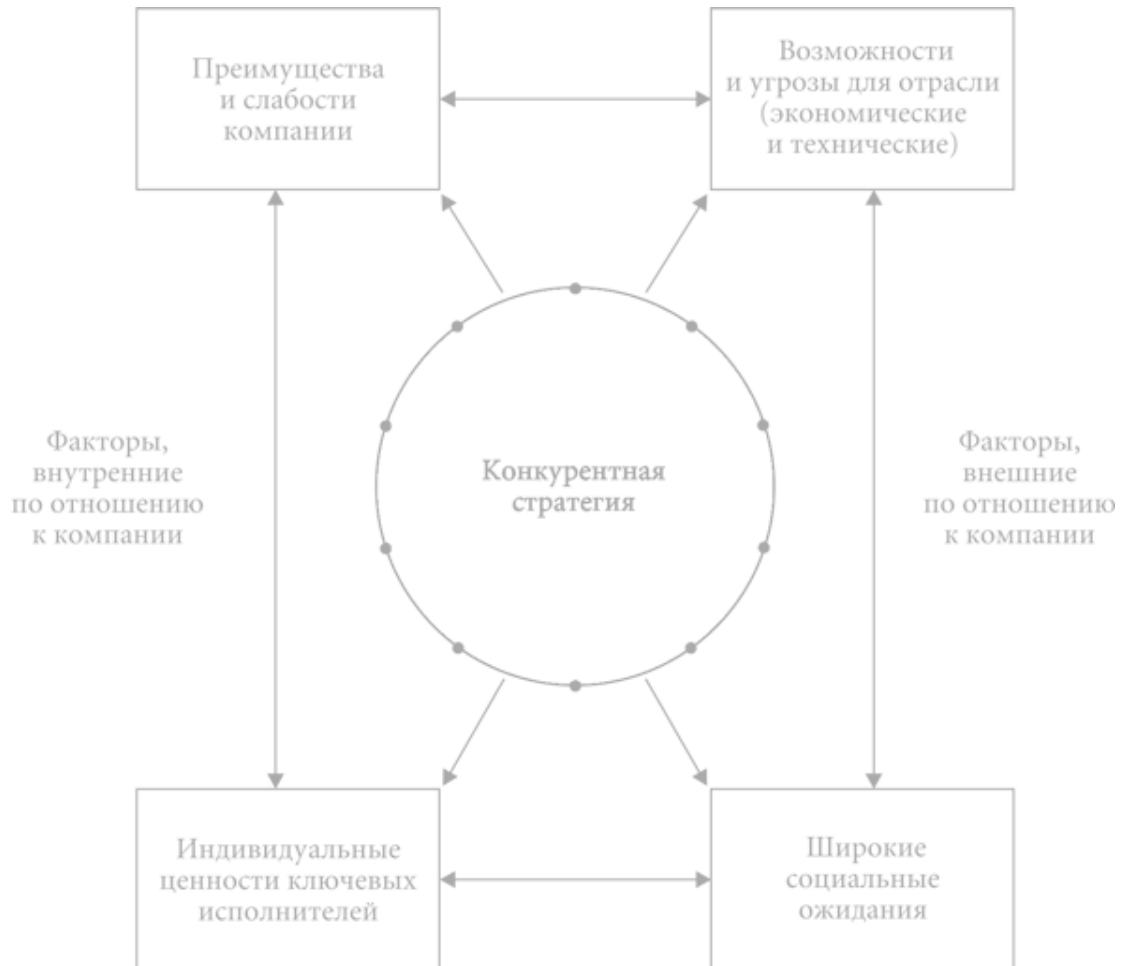 Преимущества
и слабости
компании
Возможности
и угрозы для отрасли
(экономические
и технические)
Факторы,
внутренние
по отношению
к компании
Конкурентная
стратегия
Факторы,
внешние
по отношению
к компании
Индивидуальные
ценности ключевых
исполнителей
Широкие
социальные
ожидания